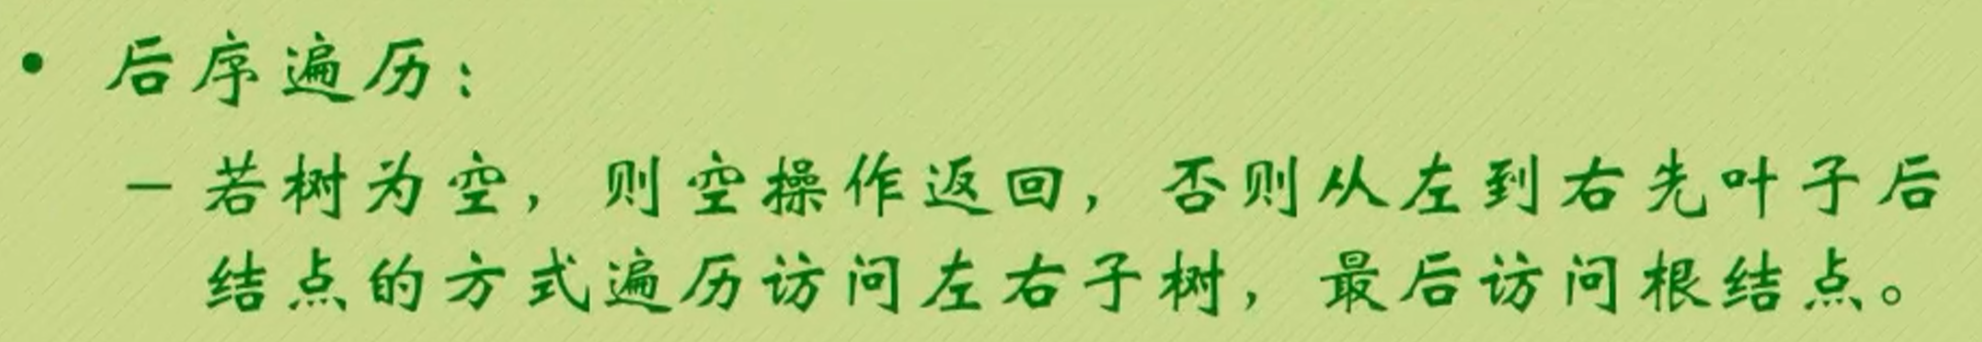 • 后序遍历：
– 若树为空，则空操作返回，否则从左到右先叶子后
结点的方式遍历访问左右子树，最后访问根结点。